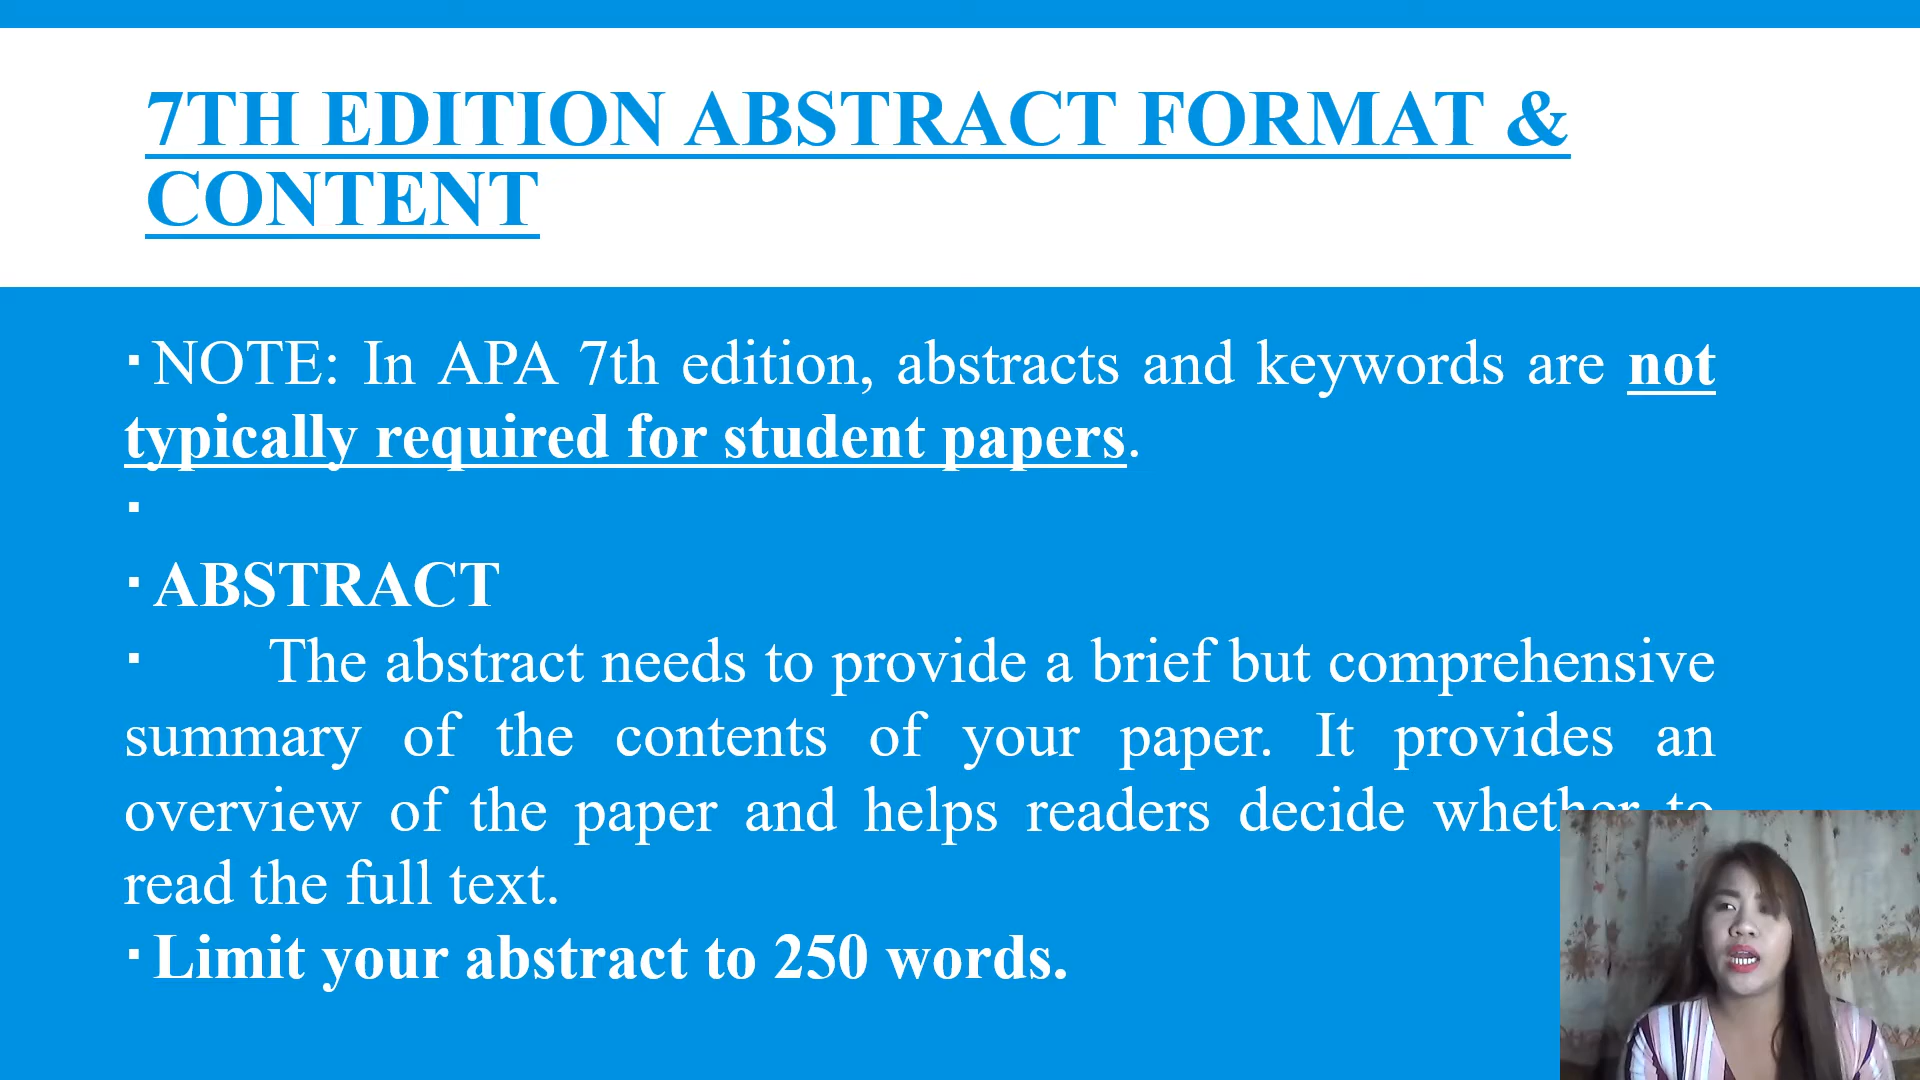 7TH EDITION ABSTRACT FORMAT &
CONTENT
▪ NOTE: In APA 7th edition, abstracts and keywords are not
typically required for student papers.
▪
▪ ABSTRACT
▪ The abstract needs to provide a brief but comprehensive
summary of the contents of your paper. It provides an
overview of the paper and helps readers decide whether to
read the full text.
▪ Limit your abstract to 250 words.